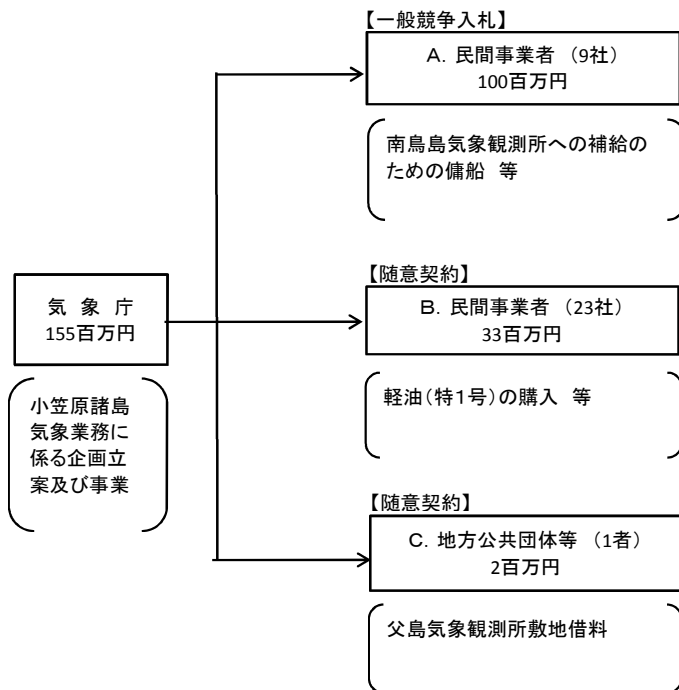 【一般競争入札】
A. 民間事業者 (9社)
100百万円
南鳥島気象観測所への補給の
ための傭船 等
【随意契約】
気 象 庁
155百万円
B. 民間事業者 (23社)
33百万円
小笠原諸島
気象業務に
係る企画立
案及び事業
軽油(特1号)の購入 等
【随意契約】
C. 地方公共団体等 (1者)
2百万円
父島気象観測所敷地借料